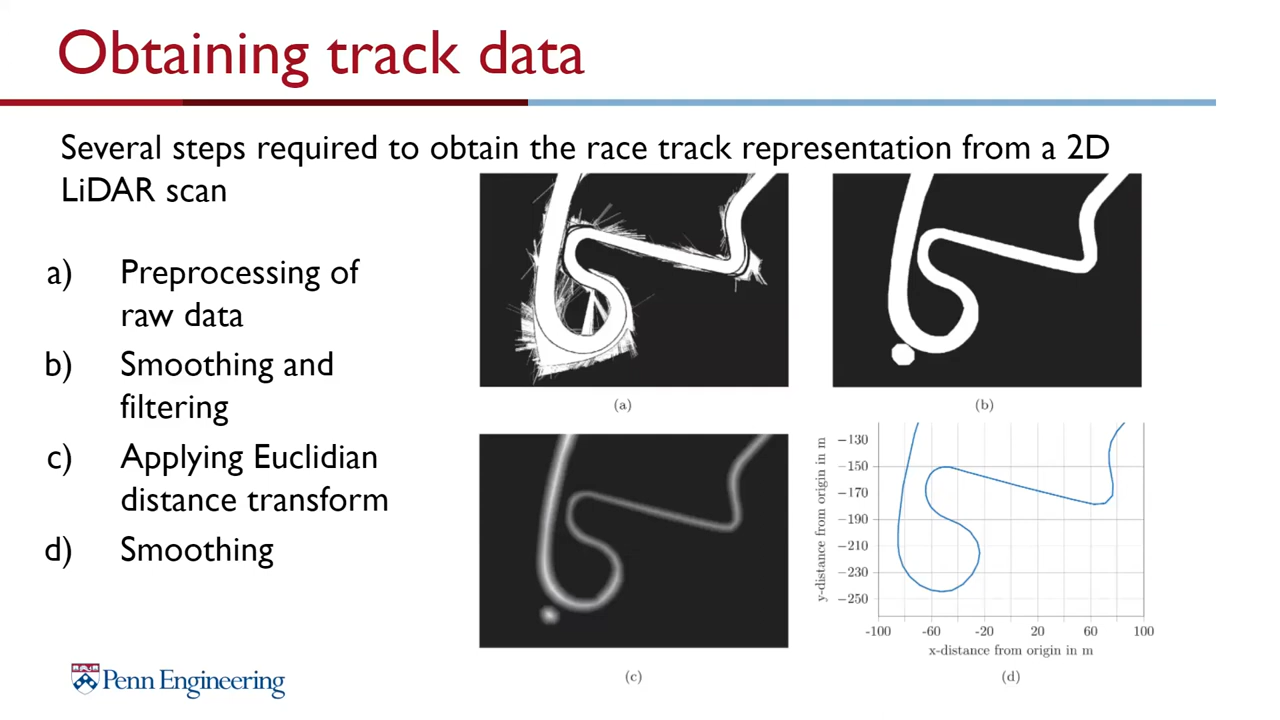 Obtaining track data
Several steps required to obtain the race track representation from a 2D
LiDAR scan
a) Preprocessing of
raw data
b) Smoothing and
filtering
c) Applying Euclidian
distance transform
d) Smoothing
(a)
(b)
(c)
−130
−150
−170
−190
−210
−230
−250
y-distance from origin in m
-100 -60 -20 20 60 100
x-distance from origin in m
(d)
Penn Engineering